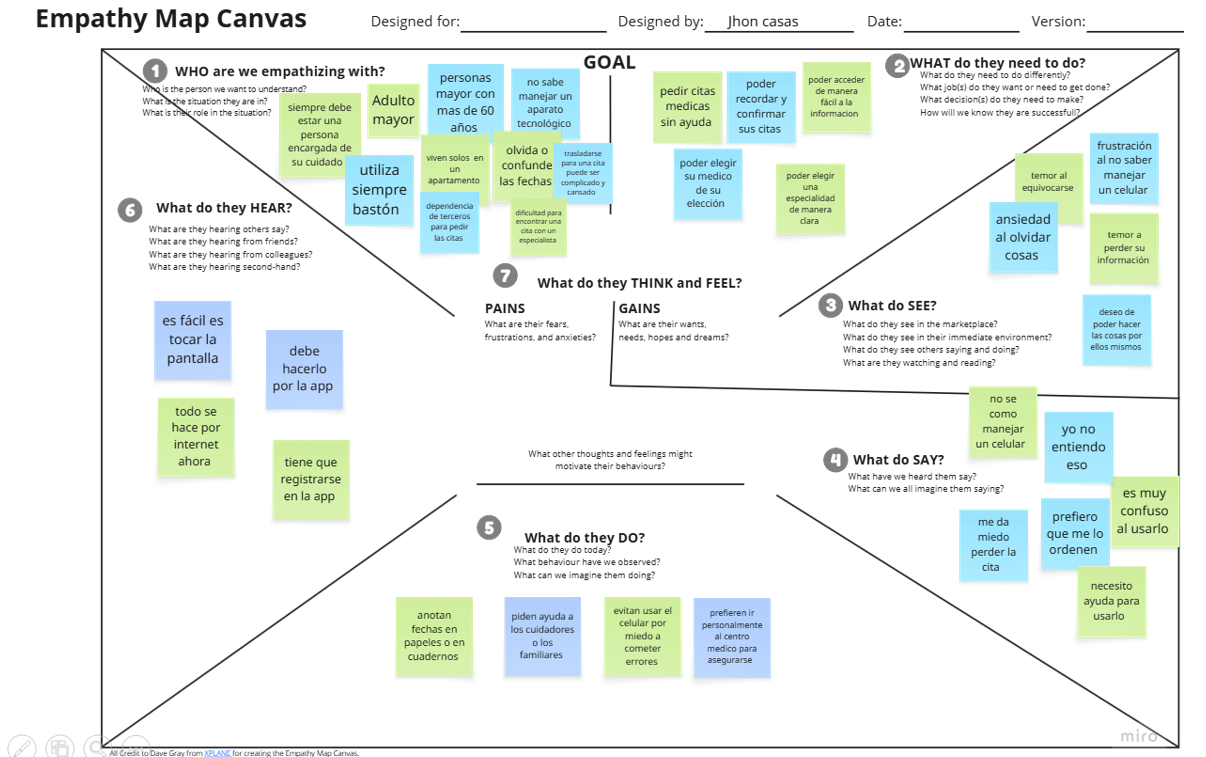 Empathy Map Canvas
Designed for:
Designed by: Jhon casas
Date:
Version:
GOAL
1
WHO are we empathizing with?
Who is the person we want to understand?
What is the situation they are in?
What is their role in the situation?
siempre debe
estar una
persona
encargada de
su cuidado
Adulto
mayor
personas
mayor con
mas de 60
años
no sabe
manejar un
aparato
tecnológico
utiliza
siempre
bastón
viven solos en
un
apartamento
olvida o
confunde
las fechas
trasladarse
para una cita
puede ser
complicado y
cansado
dependencia
de terceros
para pedir
las citas
dificultad para
encontrar una
cita con un
especialista
2
WHAT do they need to do?
What do they need to do differently?
What job(s) do they want or need to get done?
What decision(s) do they need to make?
How will we know they are successful?
pedir citas
medicas
sin ayuda
poder
recordar y
confirmar
sus citas
poder acceder
de manera
fácil a la
informacion
poder elegir
su medico
de su
elección
poder elegir
una
especialidad
de manera
clara
3
What do SEE?
What do they see in the marketplace?
What do they see in their immediate environment?
What do they see others saying and doing?
What are they watching and reading?
temor al
equivocarse
frustración
al no saber
manejar
un celular
ansiedad
al olvidar
cosas
temor a
perder su
información
deseo de
poder hacer
las cosas por
ellos mismos
4
What do SAY?
What have we heard them say?
What can we all imagine them saying?
no se
como
manejar
un celular
yo no
entiendo
eso
es muy
confuso
al usarlo
me da
miedo
perder la
cita
prefiero
que me lo
ordenen
necesito
ayuda para
usarlo
5
What do they DO?
What do they do today?
What behaviour have we observed?
What can we imagine them doing?
anotan
fechas en
papeles o en
cuadernos
piden ayuda a
los cuidadores
o los
familiares
evitan usar el
celular por
miedo a
cometer
errores
prefieren ir
personalmente
al centro
medico para
asegurarse
6
What do they HEAR?
What are they hearing others say?
What are they hearing from friends?
What are they hearing from colleagues?
What are they hearing second-hand?
es fácil es
tocar la
pantalla
debe
hacerlo
por la app
todo se
hace por
internet
ahora
tiene que
registrarse
en la app
7
What do they THINK and FEEL?
PAINS
What are their fears,
frustrations, and anxieties?
GAINS
What are their wants,
needs, hopes and dreams?
What other thoughts and feelings might
motivate their behaviours?
All Credit to Dave Gray from XPLANE for creating the Empathy Map Canvas.
miro